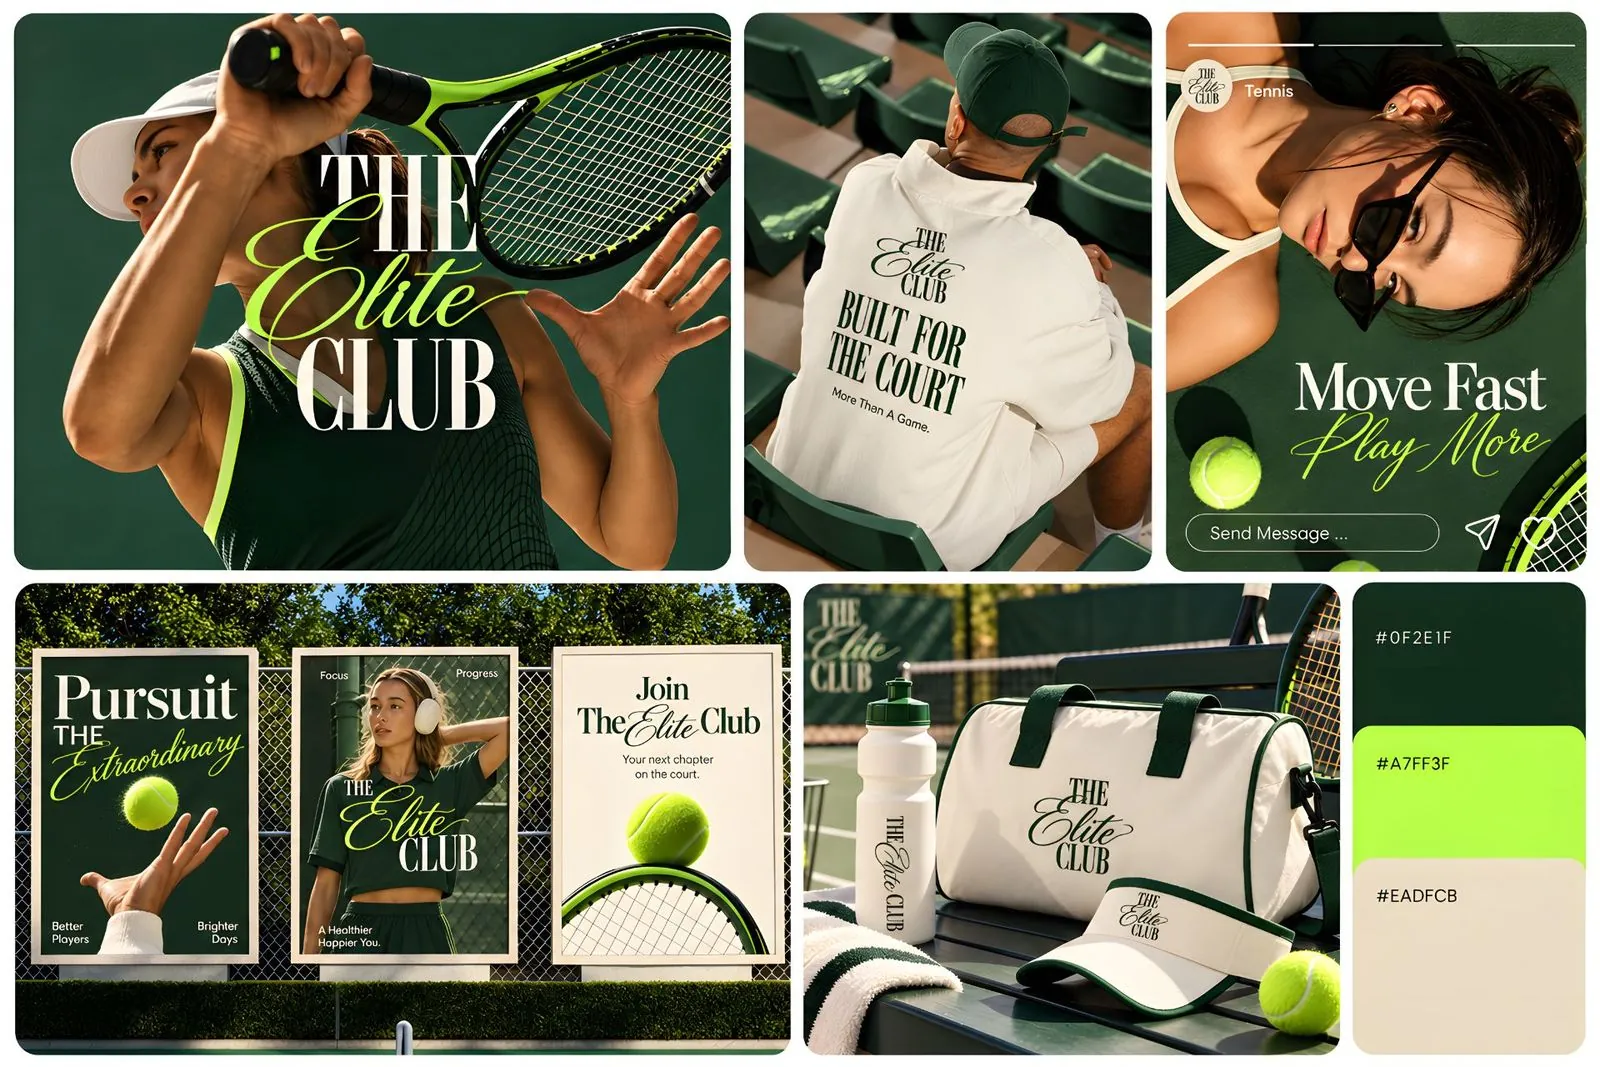 THE
Elite
CLUB
THE
Elite
CLUB
BUILT FOR
THE COURT
More Than A Game.
THE
Elite
CLUB
Tennis
Move Fast
Play More
Send Message ...
Pursuit
THE
Extraordinary
Better
Players
Brighter
Days
Focus
Progress
THE
Elite
CLUB
A Healthier
Happier You.
Join
The Elite Club
Your next chapter
on the court.
THE
Elite
CLUB
THE Elite CLUB
THE
Elite
CLUB
THE
Elite
CLUB
#0F2E1F
#A7FF3F
#EADFCB